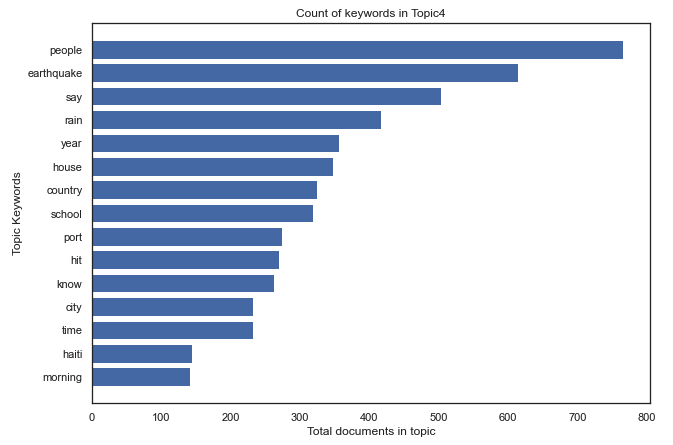 Count of keywords in Topic4
Topic Keywords
people
earthquake
say
rain
year
house
country
school
port
hit
know
city
time
haiti
morning
0 100 200 300 400 500 600 700 800
Total documents in topic